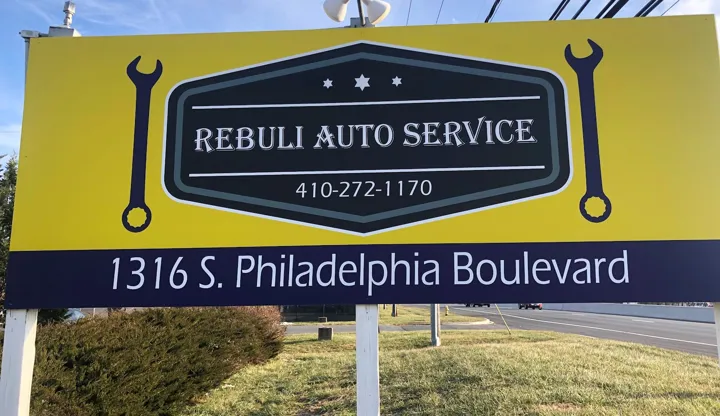 REBULI AUTO SERVICE
410-272-1170
1316 S. Philadelphia Boulevard